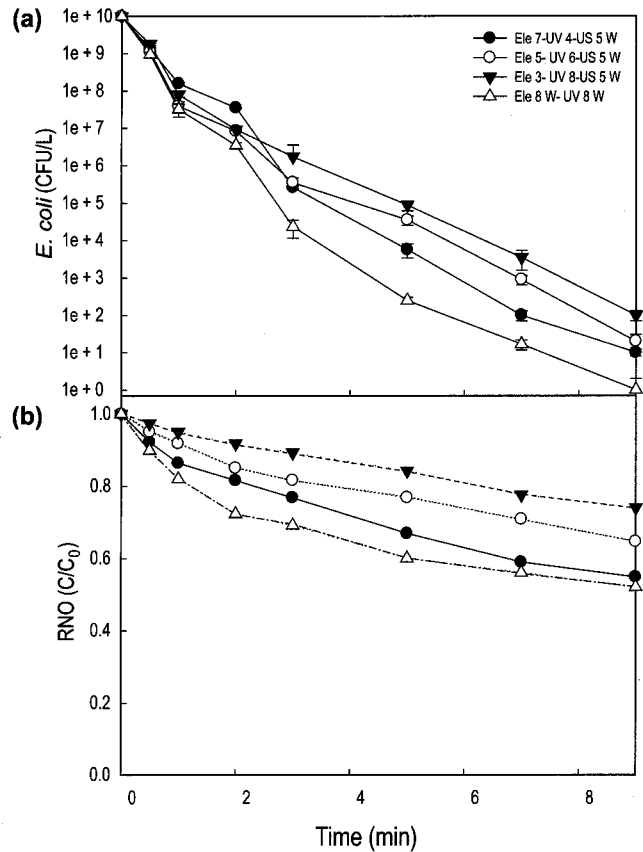 (a)
1e + 10
1e + 9
1e + 8
1e + 7
1e + 6
1e + 5
1e + 4
1e + 3
1e + 2
1e + 1
1e + 0
E. coli (CFU/L)
Ele 7-UV 4-US 5 W
Ele 5- UV 6-US 5 W
Ele 3- UV 8-US 5 W
Ele 8 W- UV 8 W
(b)
1.0
0.8
0.6
0.4
0.2
0.0
RNO (C/C0)
0 2 4 6 8
Time (min)